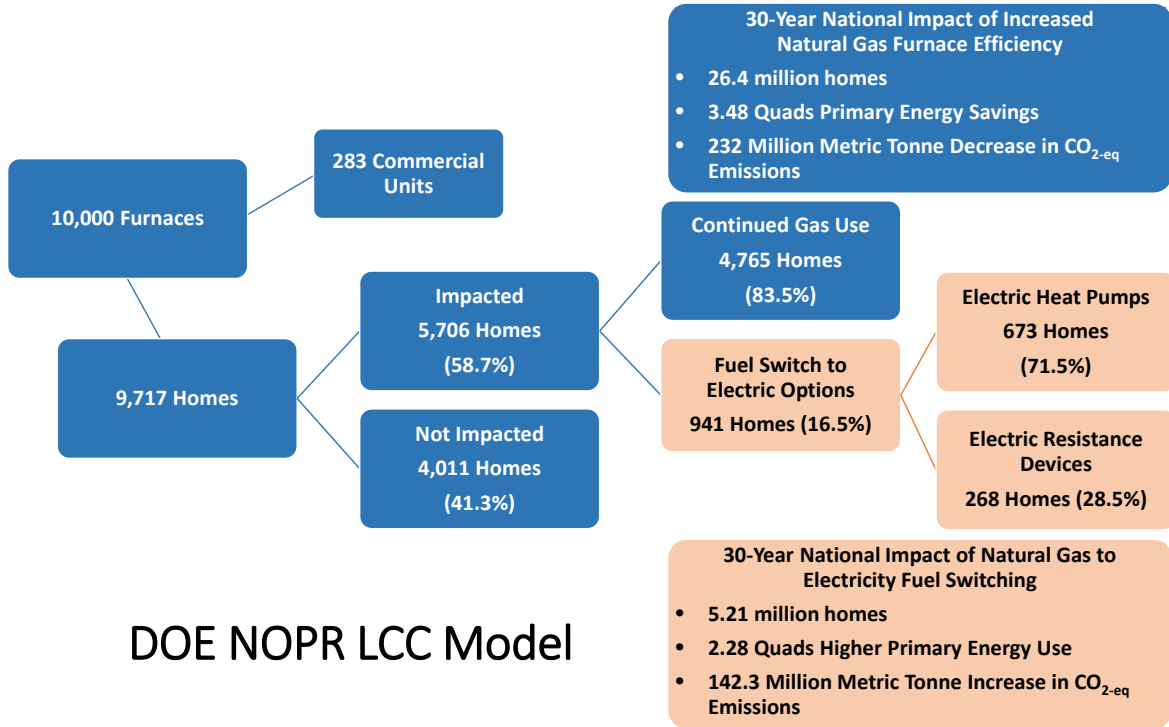 30-Year National Impact of Increased
Natural Gas Furnace Efficiency
• 26.4 million homes
• 3.48 Quads Primary Energy Savings
• 232 Million Metric Tonne Decrease in CO2-eq
Emissions
283 Commercial
Units
10,000 Furnaces
Continued Gas Use
4,765 Homes
(83.5%)
Impacted
5,706 Homes
(58.7%)
Electric Heat Pumps
673 Homes
(71.5%)
9,717 Homes
Fuel Switch to
Electric Options
941 Homes (16.5%)
Not Impacted
4,011 Homes
(41.3%)
Electric Resistance
Devices
268 Homes (28.5%)
30-Year National Impact of Natural Gas to
Electricity Fuel Switching
• 5.21 million homes
• 2.28 Quads Higher Primary Energy Use
• 142.3 Million Metric Tonne Increase in CO2-eq
Emissions
DOE NOPR LCC Model